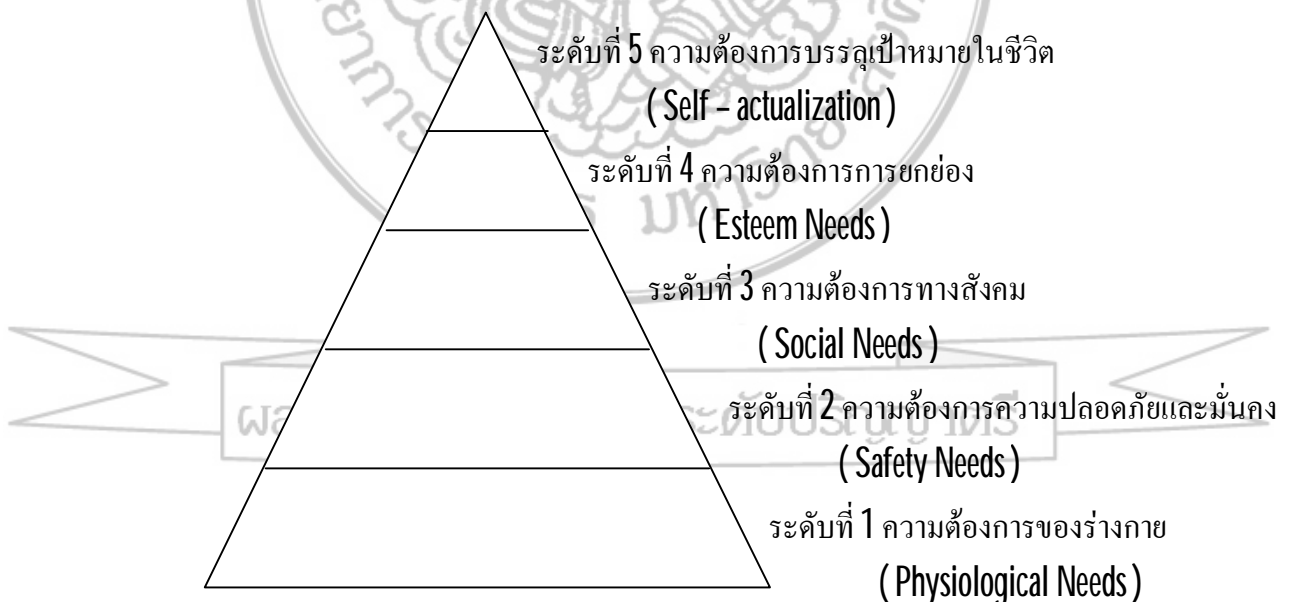 ระดับที่ 5 ความต้องการบรรลุเป้าหมายในชีวิต
( Self – actualization )
ระดับที่ 4 ความต้องการการยกย่อง
( Esteem Needs )
ระดับที่ 3 ความต้องการทางสังคม
( Social Needs )
ระดับที่ 2 ความต้องการความปลอดภัยและมั่นคง
( Safety Needs )
ระดับที่ 1 ความต้องการของร่างกาย
( Physiological Needs )